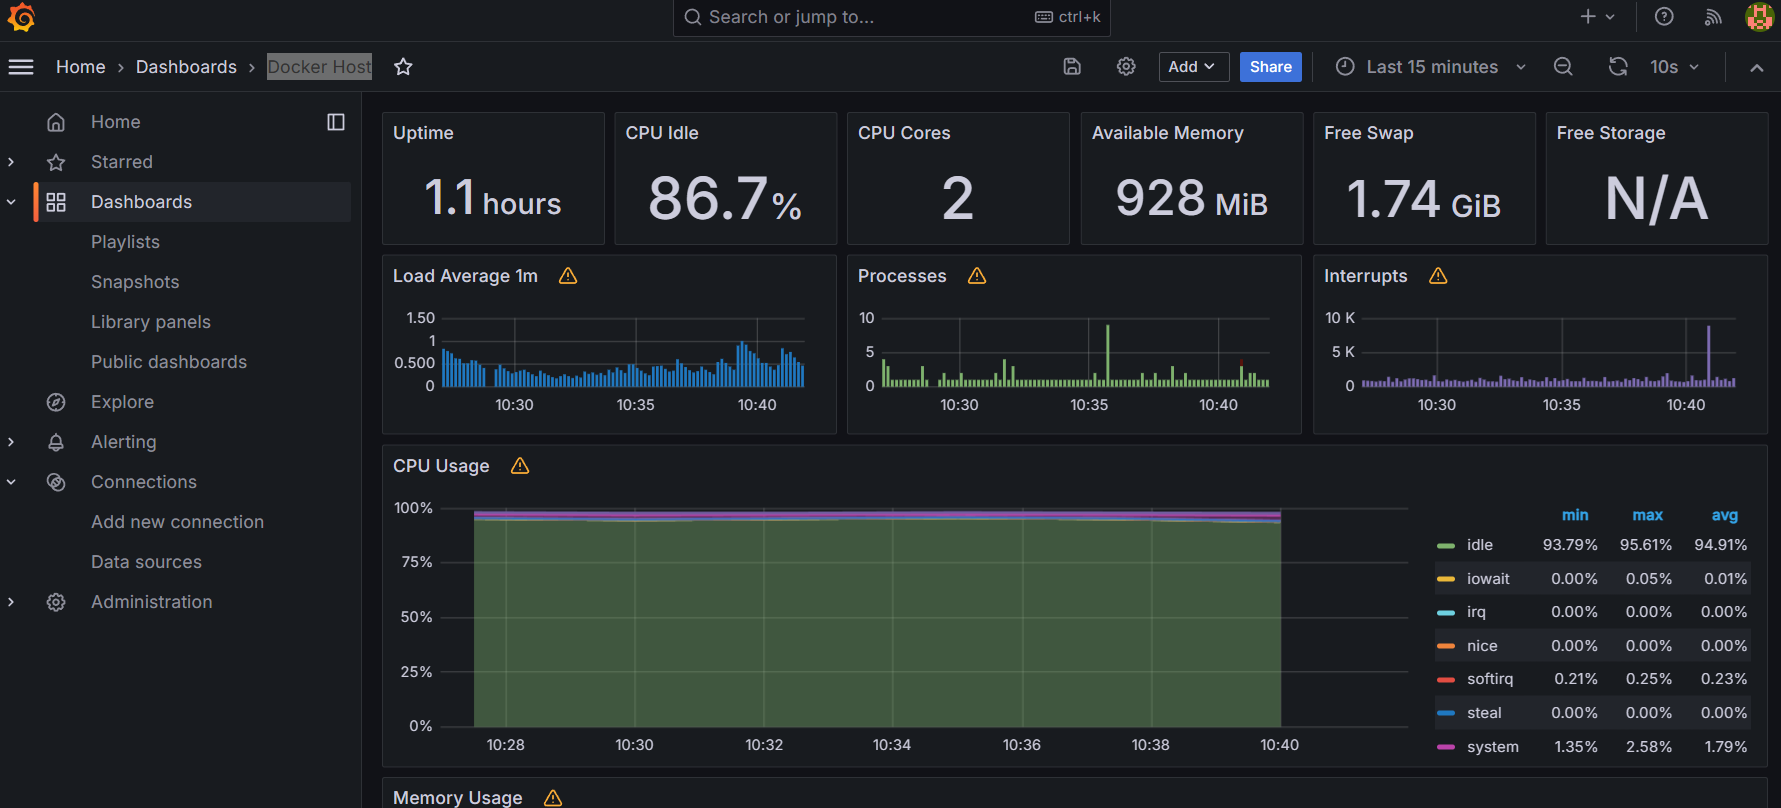 Search or jump to... ctrl+k
Home › Dashboards › Docker Host
Add
Share
Last 15 minutes
10s
Home
Starred
Dashboards
Playlists
Snapshots
Library panels
Public dashboards
Explore
Alerting
Connections
Add new connection
Data sources
Administration
Uptime
1.1 hours
CPU Idle
86.7%
CPU Cores
2
Available Memory
928 MiB
Free Swap
1.74 GiB
Free Storage
N/A
Load Average 1m
1.50
1
0.500
0
10:30 10:35 10:40
Processes
10
5
0
10:30 10:35 10:40
Interrupts
10 K
5 K
0
10:30 10:35 10:40
CPU Usage
100%
75%
50%
25%
0%
10:28 10:30 10:32 10:34 10:36 10:38 10:40
min max avg
idle 93.79% 95.61% 94.91%
iowait 0.00% 0.05% 0.01%
irq 0.00% 0.00% 0.00%
nice 0.00% 0.00% 0.00%
softirq 0.21% 0.25% 0.23%
steal 0.00% 0.00% 0.00%
system 1.35% 2.58% 1.79%
Memory Usage